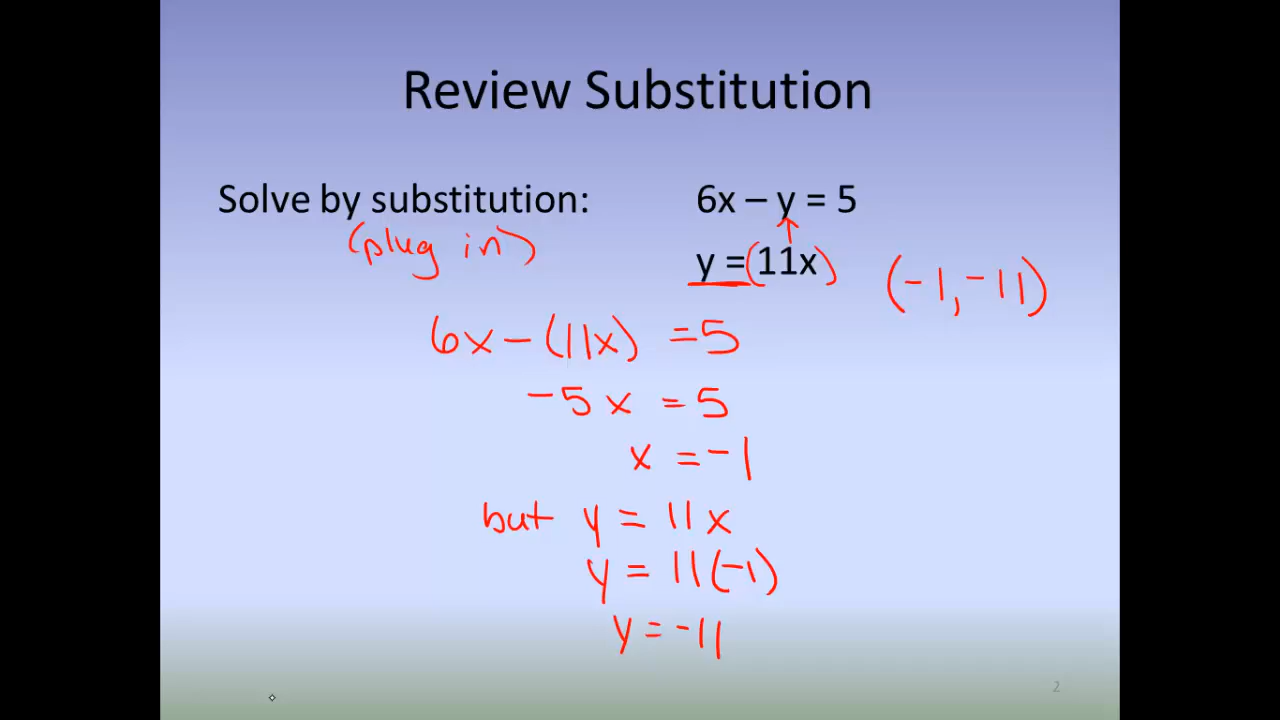 Review Substitution
Solve by substitution: 6x – y = 5
(plug in)
y = (11x)
(-1, -11)
6x - (11x) = 5
-5x = 5
x = -1
but y = 11x
y = 11(-1)
y = -11
2